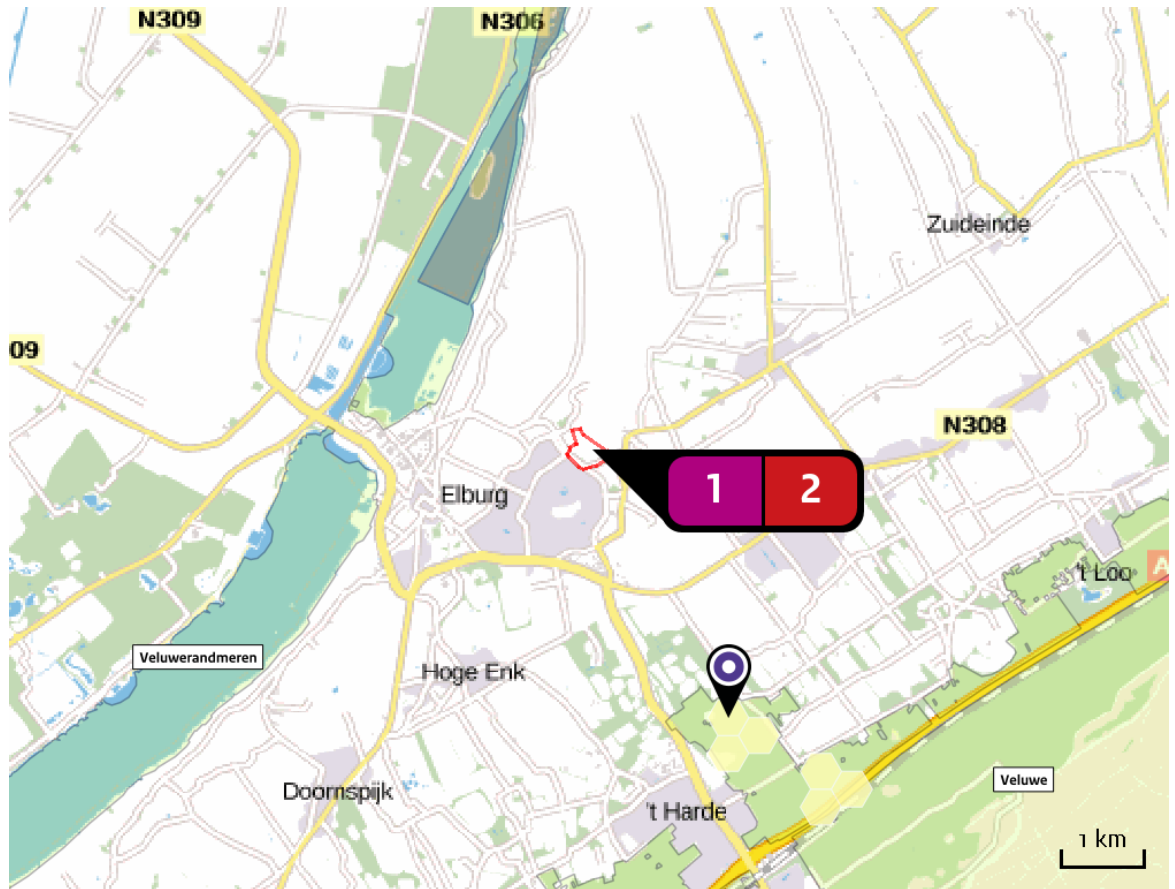 N309
N306
Zuideinde
09
N308
1
2
Elburg
't Loo
A
Veluwerandmeren
Hoge Enk
Veluwe
Doornspijk
't Harde
1 km